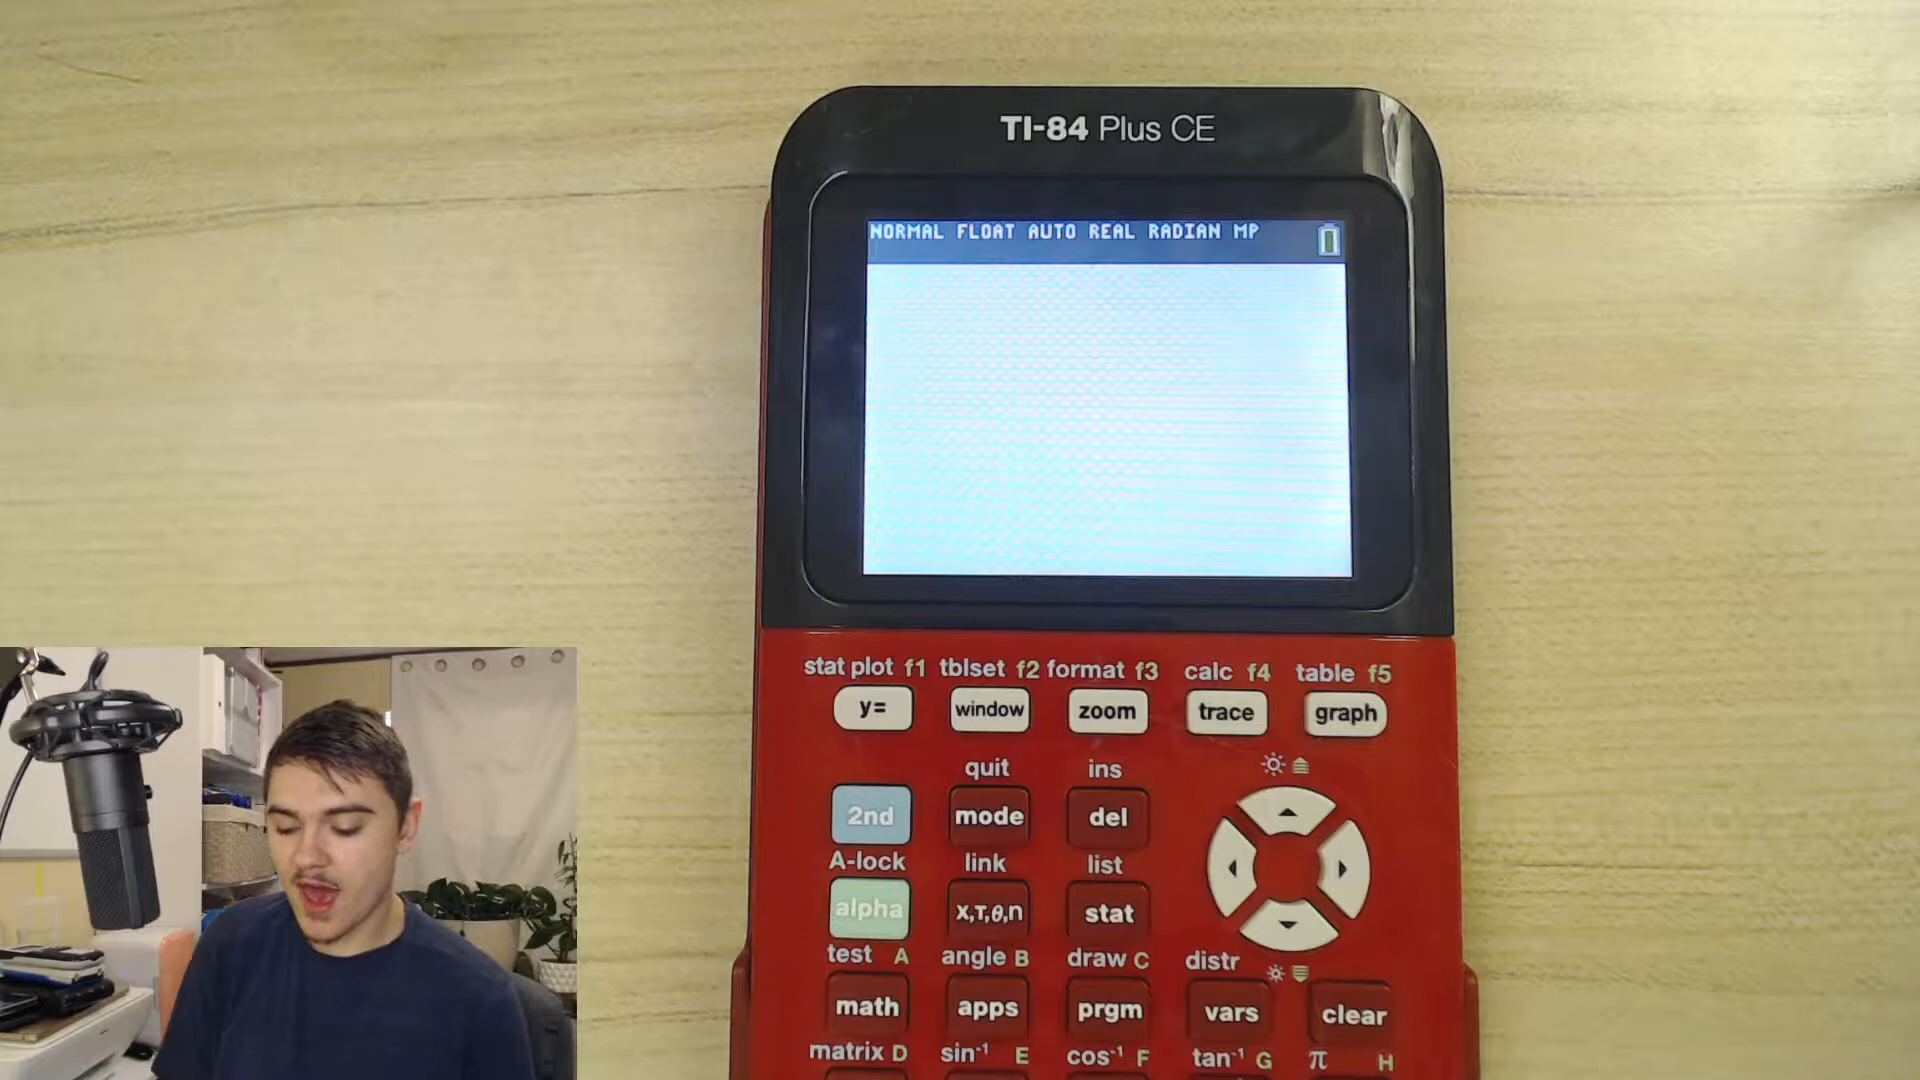 TI-84 Plus CE
NORMAL FLOAT AUTO REAL RADIAN MP
stat plot f1 tblset f2 format f3 calc f4 table f5
y= window zoom trace graph
quit ins
2nd mode del
A-lock link list
alpha X,T,θ,n stat
test A angle B draw C distr
math apps prgm vars clear
matrix D sin⁻¹ E cos⁻¹ F tan⁻¹ G π H